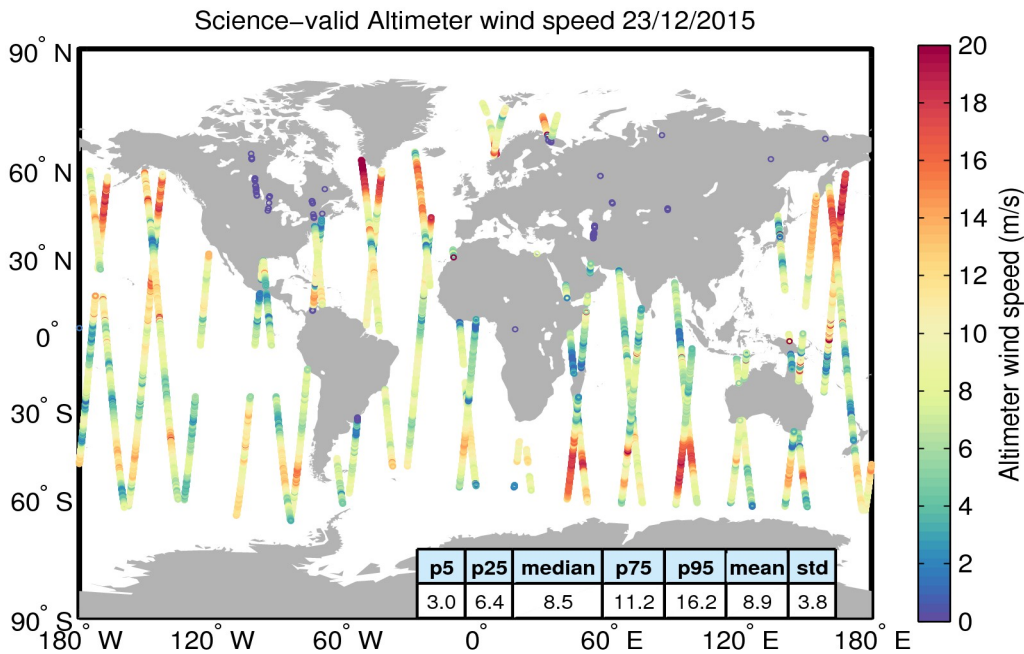 Science−valid Altimeter wind speed 23/12/2015
90° N
60° N
30° N
0°
30° S
60° S
90° S
180° W
120° W
60° W
0°
60° E
120° E
180° E
p5 p25 median p75 p95 mean std
3.0 6.4 8.5 11.2 16.2 8.9 3.8
20
18
16
14
12
10
8
6
4
2
0
Altimeter wind speed (m/s)